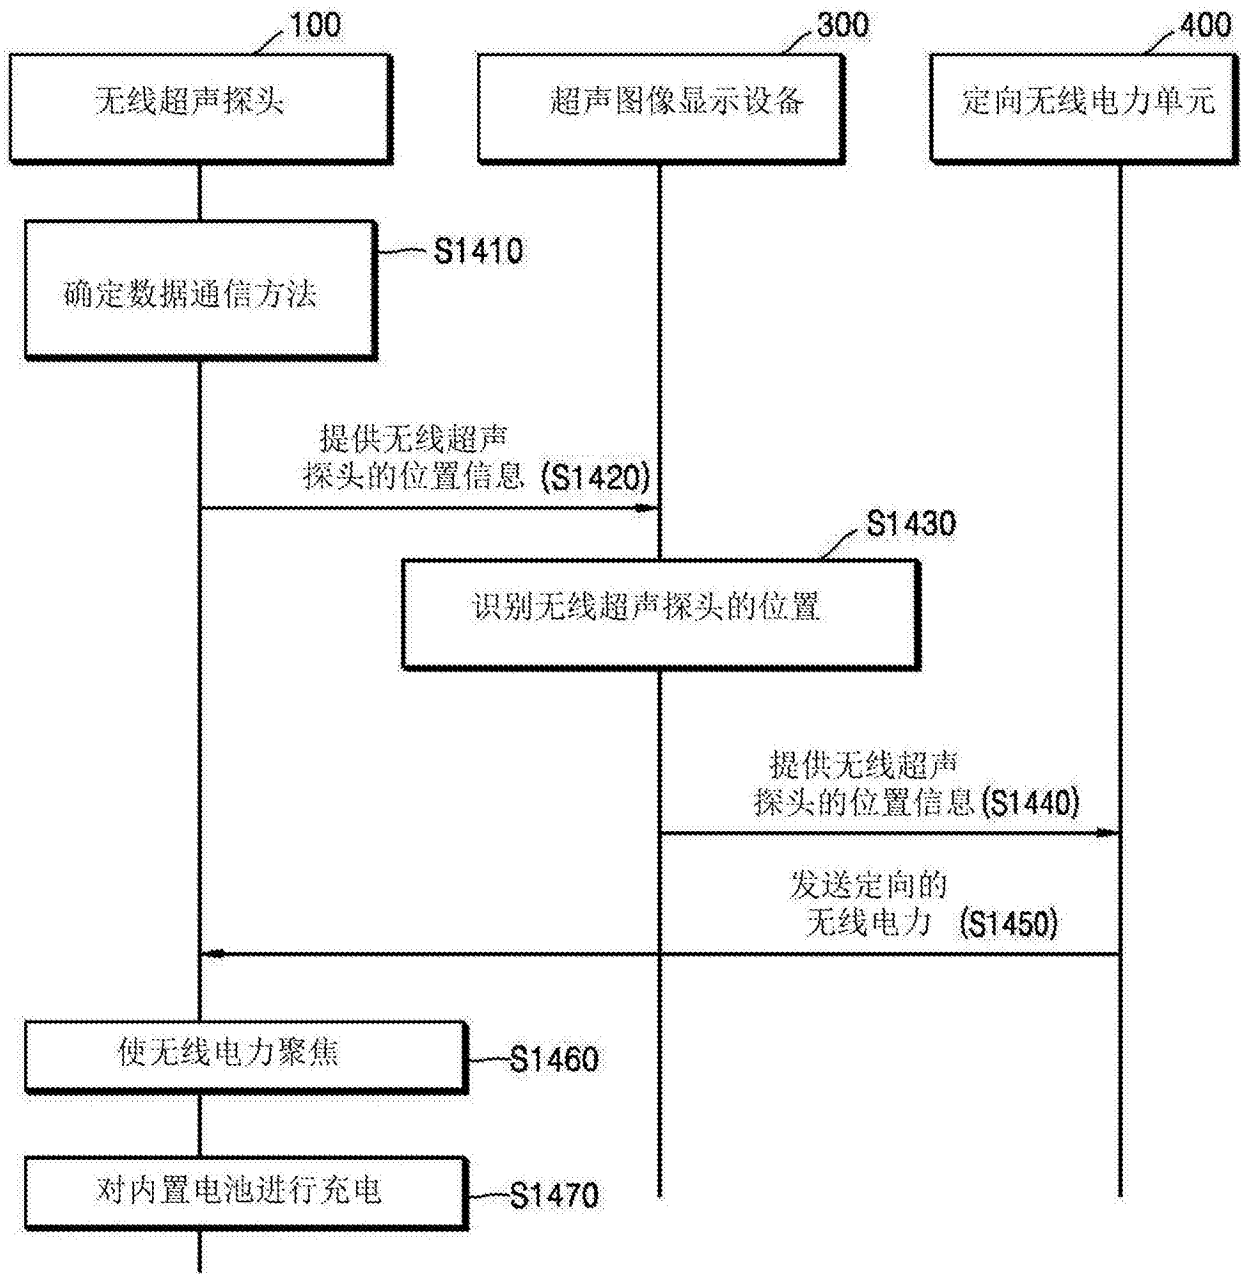 100
300
400
无线超声探头
超声图像显示设备
定向无线电力单元
S1410
确定数据通信方法
提供无线超声
探头的位置信息 (S1420)
S1430
识别无线超声探头的位置
提供无线超声
探头的位置信息(S1440)
发送定向的
无线电力 (S1450)
使无线电力聚焦
S1460
对内置电池进行充电
S1470